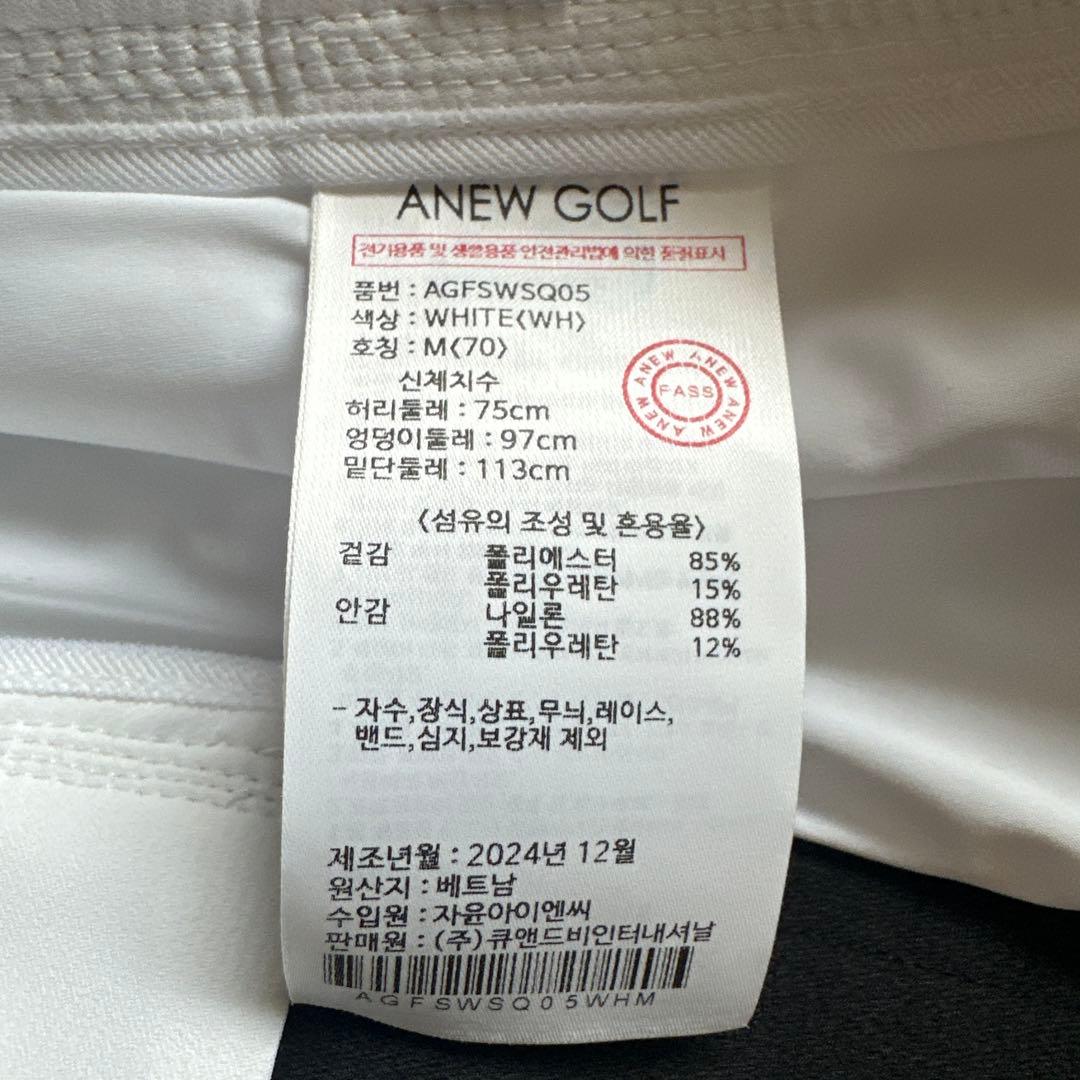 ANEW GOLF
전기용품 및 생활용품 안전관리법에 의한 품질표시
품번 : AGFSWSQ05
색상 : WHITE<WH>
호칭 : M<70>
신체치수
허리둘레 : 75cm
엉덩이둘레 : 97cm
밑단둘레 : 113cm
ANEW ANEW ANEW ANEW
FASS
<섬유의 조성 및 혼용율>
겉감 폴리에스터 85%
폴리우레탄 15%
안감 나일론 88%
폴리우레탄 12%
- 자수,장식,상표,무늬,레이스,
밴드,심지,보강재 제외
제조년월 : 2024년 12월
원산지 : 베트남
수입원 : 자윤아이엔씨
판매원 : (주)큐앤드비인터내셔날
AGFSWSQ05WHM